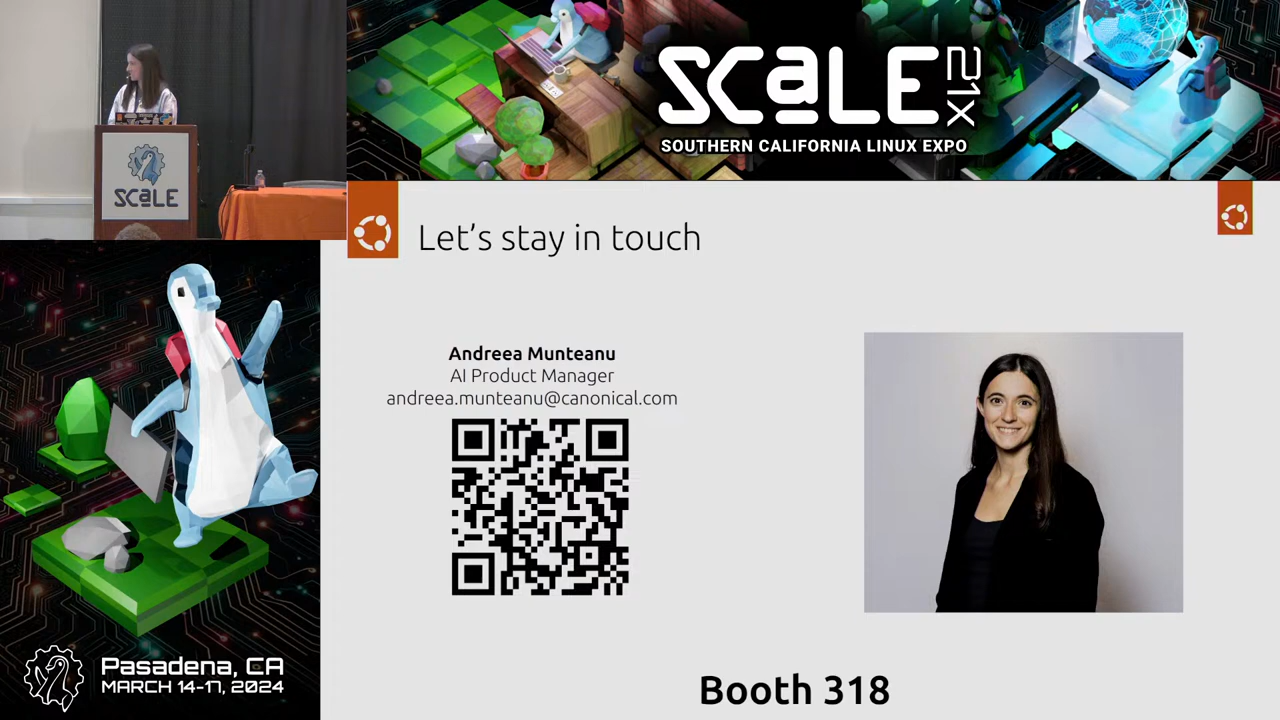 SCALE 21X
SOUTHERN CALIFORNIA LINUX EXPO
SCALE
Let's stay in touch
Andreea Munteanu
AI Product Manager
andreea.munteanu@canonical.com
Booth 318
Pasadena, CA
MARCH 14-17, 2024